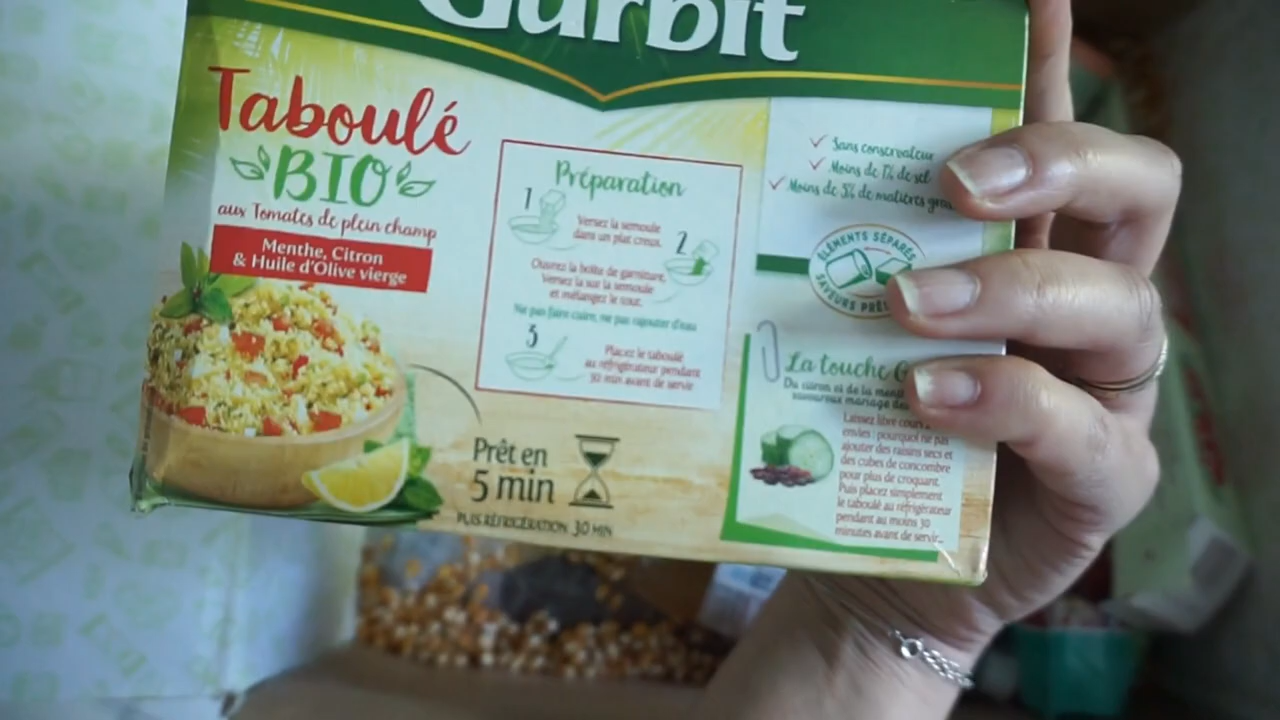 Garbit
Taboulé
BIO
aux Tomates de plein champ
Menthe, Citron
& Huile d'Olive vierge
Préparation
1
Versez la semoule
dans un plat creux.
2
Ouvrez la boîte de garniture,
Versez la sur la semoule
et mélangez le tout.
Ne pas faire cuire, ne pas rajouter d'eau
3
Placez le taboulé
au réfrigérateur pendant
30 min avant de servir
Prêt en
5 min
PUIS RÉFRIGÉRATION 30 MIN
Sans conservateur
Moins de 1% de sel
Moins de 5% de matières
ÉLÉMENTS SÉPARÉS
SAVEURS
La touche
Du citron et de la
savoureux mariage
Laissez libre cours
envies : pourquoi ne pas
ajouter des raisins secs et
des cubes de concombre
pour plus de croquant.
Puis placez simplement
le taboulé au réfrigérateur
pendant au moins 30
minutes avant de servir...